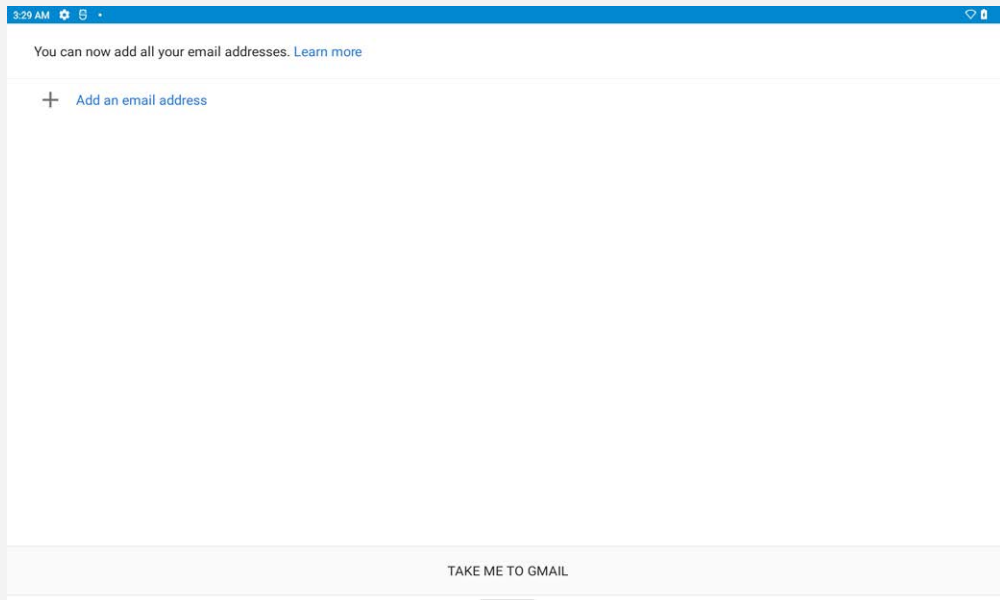 3:29 AM
You can now add all your email addresses. Learn more
Add an email address
TAKE ME TO GMAIL